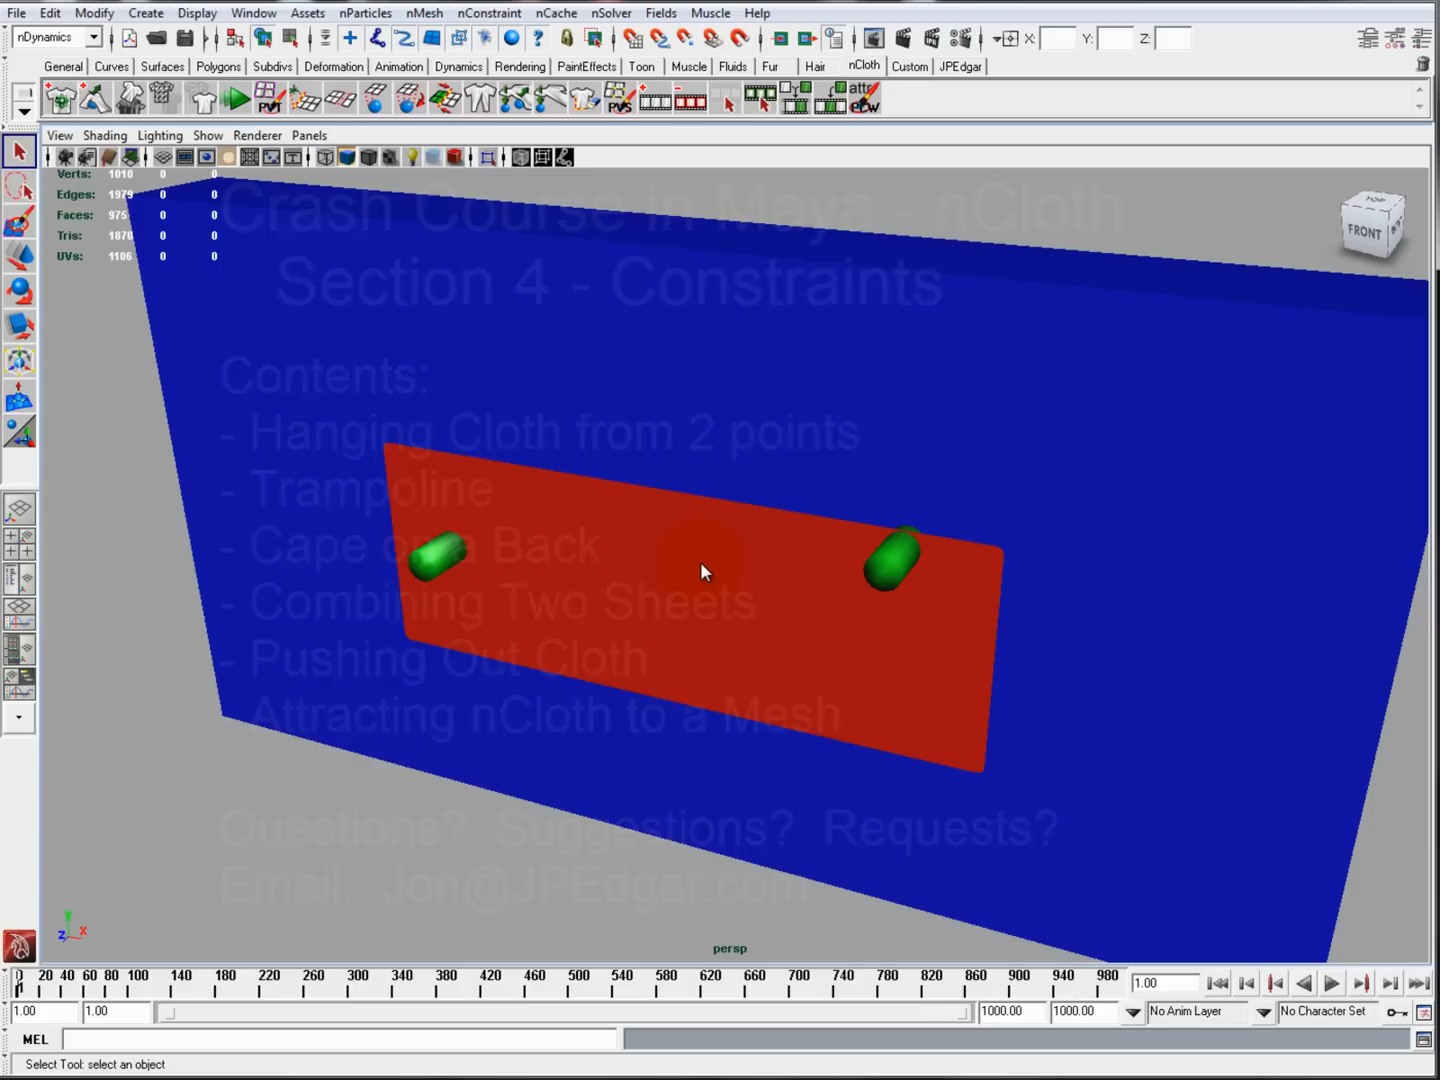 File Edit Modify Create Display Window Assets nParticles nMesh nConstraint nCache nSolver Fields Muscle Help
nDynamics X: Y: Z:
General Curves Surfaces Polygons Subdivs Deformation Animation Dynamics Rendering PaintEffects Toon Muscle Fluids Fur Hair nCloth Custom JPEdgar
PVT PVS attr PCW
View Shading Lighting Show Renderer Panels
Verts: 1010 0 0
Edges: 1979 0 0
Faces: 975 0 0
Tris: 1870 0 0
UVs: 1106 0 0
TOP
FRONT
Crash Course in Maya nCloth
Section 4 - Constraints
Contents:
- Hanging Cloth from 2 points
- Trampoline
- Cape on a Back
- Combining Two Sheets
- Pushing Out Cloth
- Attracting nCloth to a Mesh
Questions? Suggestions? Requests?
Email: Jon@JPEdgar.com
y x z
persp
0 20 40 60 80 100 140 180 220 260 300 340 380 420 460 500 540 580 620 660 700 740 780 820 860 900 940 980 1.00
1.00 1.00 1000.00 1000.00 No Anim Layer No Character Set
MEL
Select Tool: select an object